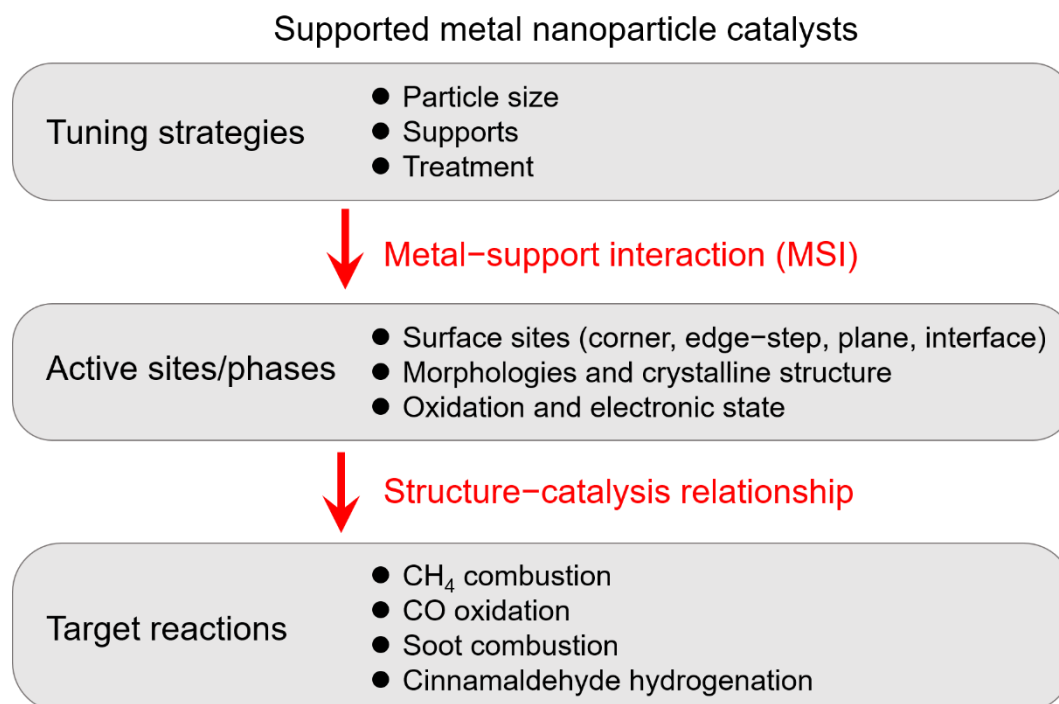 Supported metal nanoparticle catalysts
Tuning strategies
● Particle size
● Supports
● Treatment
Metal−support interaction (MSI)
Active sites/phases
● Surface sites (corner, edge−step, plane, interface)
● Morphologies and crystalline structure
● Oxidation and electronic state
Structure−catalysis relationship
Target reactions
● CH₄ combustion
● CO oxidation
● Soot combustion
● Cinnamaldehyde hydrogenation